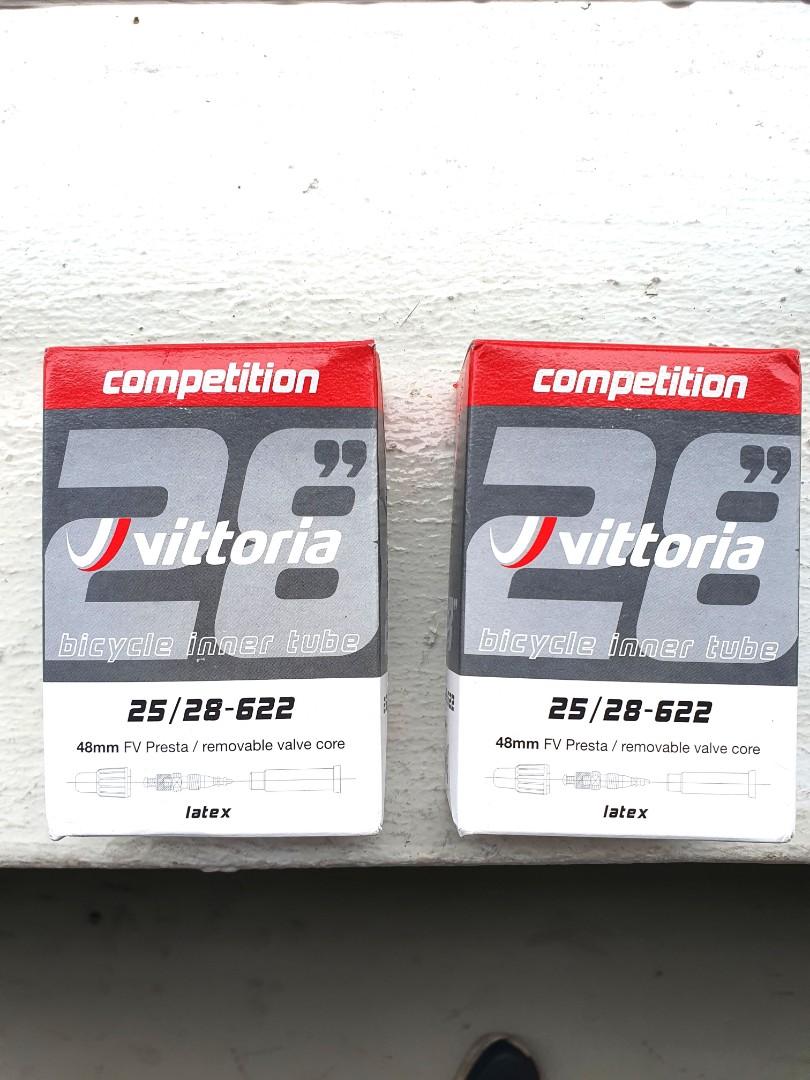 competition
28”
vittoria
bicycle inner tube
25/28-622
48mm FV Presta / removable valve core
latex
competition
28”
vittoria
bicycle inner tube
25/28-622
48mm FV Presta / removable valve core
latex